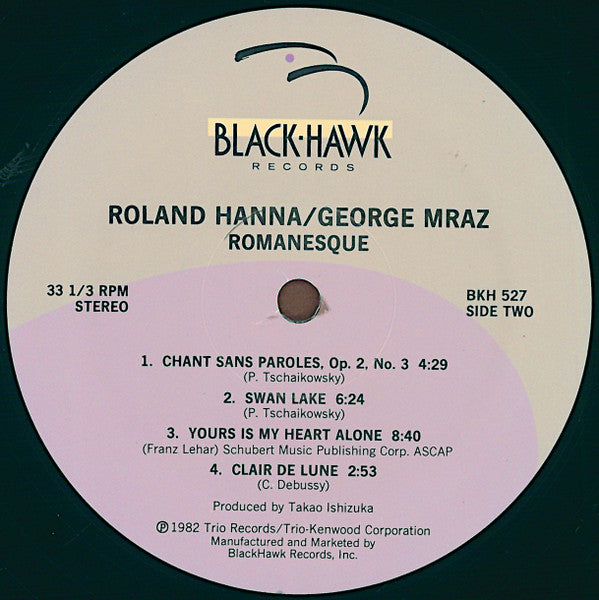 BLACK·HAWK
RECORDS
ROLAND HANNA/GEORGE MRAZ
ROMANESQUE
33 1/3 RPM
STEREO
BKH 527
SIDE TWO
1. CHANT SANS PAROLES, Op. 2, No. 3 4:29
(P. Tschaikowsky)
2. SWAN LAKE 6:24
(P. Tschaikowsky)
3. YOURS IS MY HEART ALONE 8:40
(Franz Lehar) Schubert Music Publishing Corp. ASCAP
4. CLAIR DE LUNE 2:53
(C. Debussy)
Produced by Takao Ishizuka
℗ 1982 Trio Records/Trio-Kenwood Corporation
Manufactured and Marketed by
BlackHawk Records, Inc.